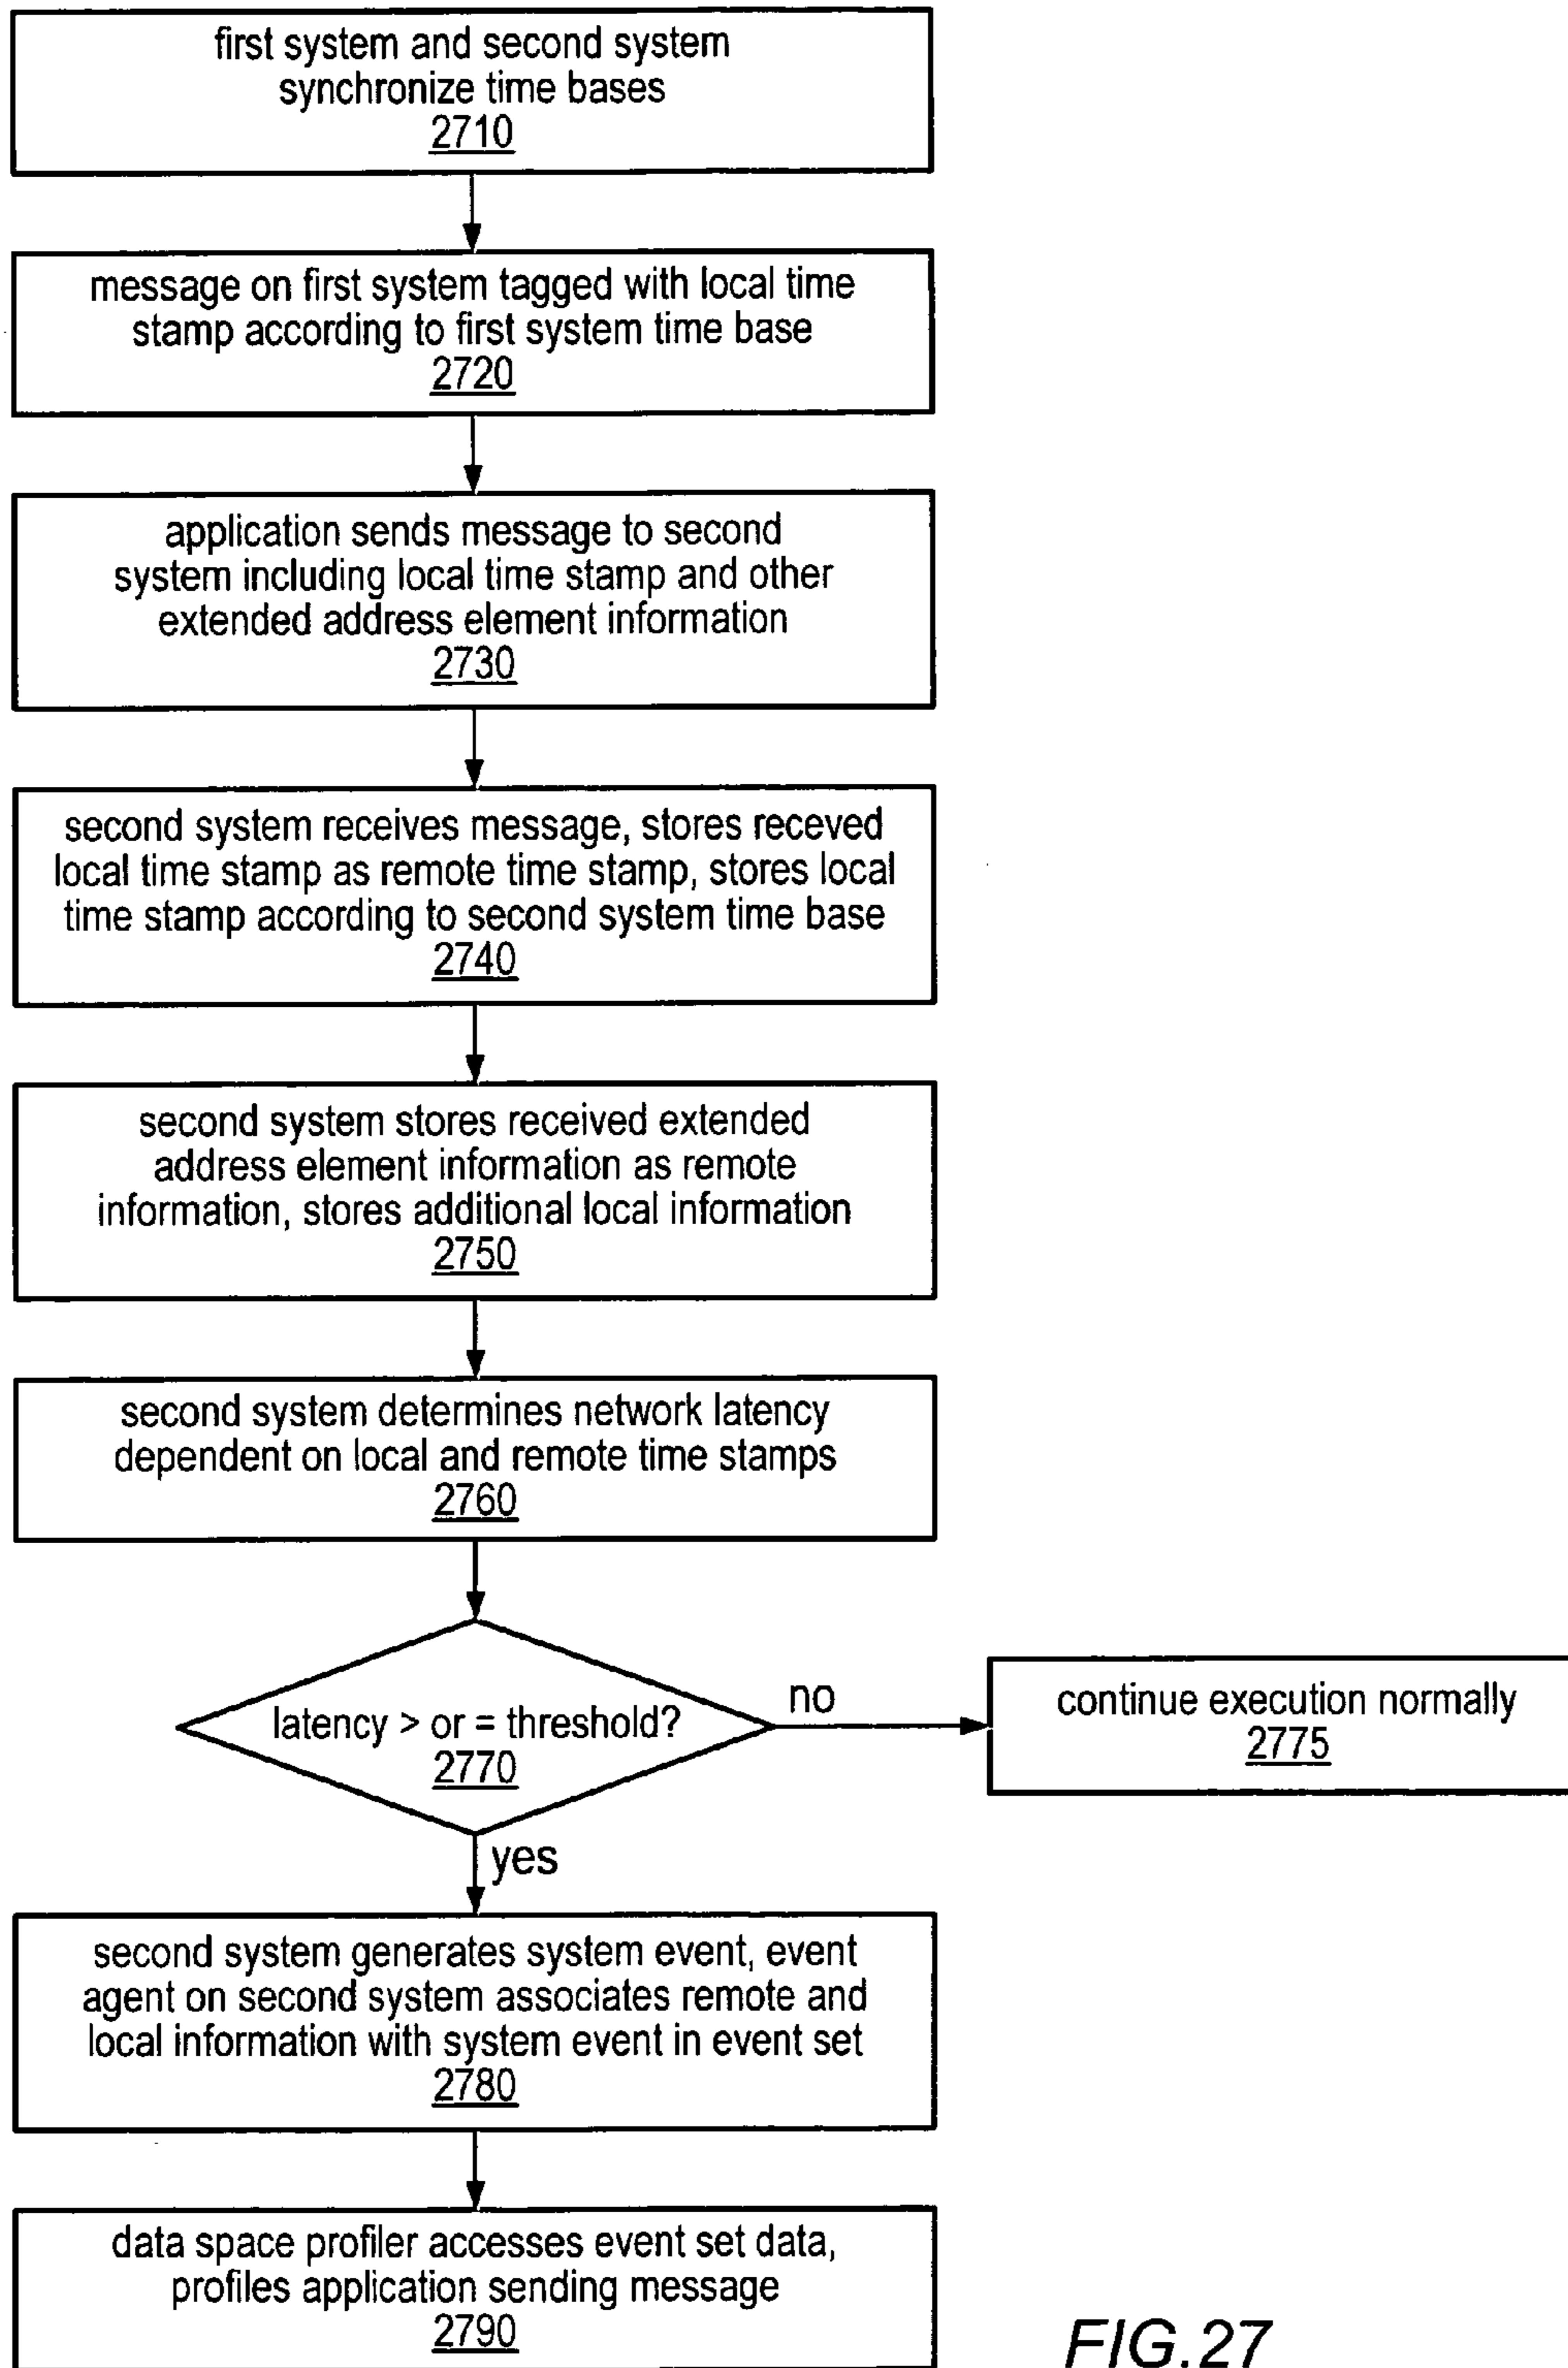 first system and second system
synchronize time bases
2710
message on first system tagged with local time
stamp according to first system time base
2720
application sends message to second
system including local time stamp and other
extended address element information
2730
second system receives message, stores receved
local time stamp as remote time stamp, stores local
time stamp according to second system time base
2740
second system stores received extended
address element information as remote
information, stores additional local information
2750
second system determines network latency
dependent on local and remote time stamps
2760
latency > or = threshold?
2770
no
continue execution normally
2775
yes
second system generates system event, event
agent on second system associates remote and
local information with system event in event set
2780
data space profiler accesses event set data,
profiles application sending message
2790
FIG.27